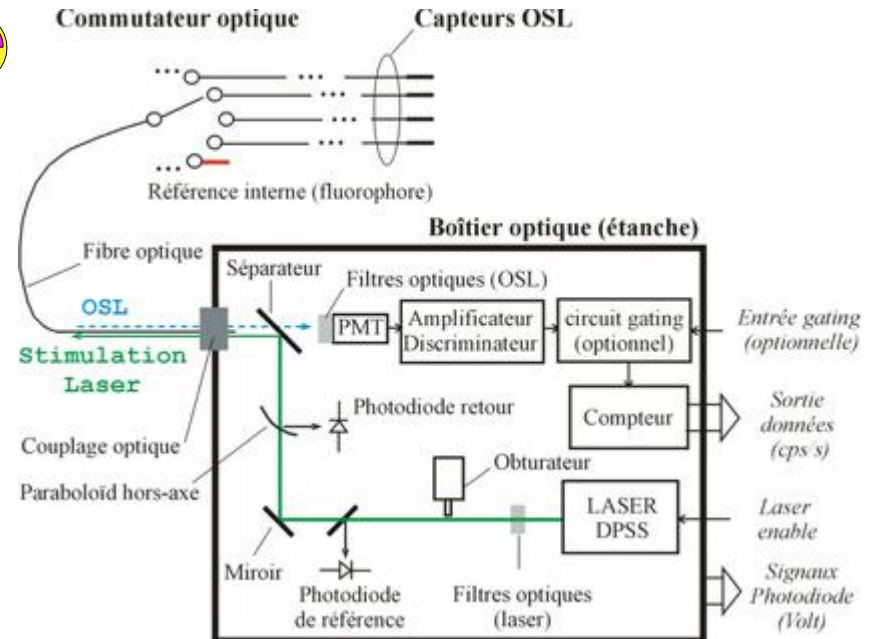 Commutateur optique
Capteurs OSL
Référence interne (fluorophore)
Boîtier optique (étanche)
Fibre optique
Séparateur
Filtres optiques (OSL)
OSL
PMT
Amplificateur
Discriminateur
circuit gating
(optionnel)
Entrée gating
(optionnelle)
Stimulation
Laser
Photodiode retour
Compteur
Sortie
données
(cps/s)
Couplage optique
Obturateur
Paraboloïd hors-axe
LASER
DPSS
Laser
enable
Miroir
Photodiode
de référence
Filtres optiques
(laser)
Signaux
Photodiode
(Volt)